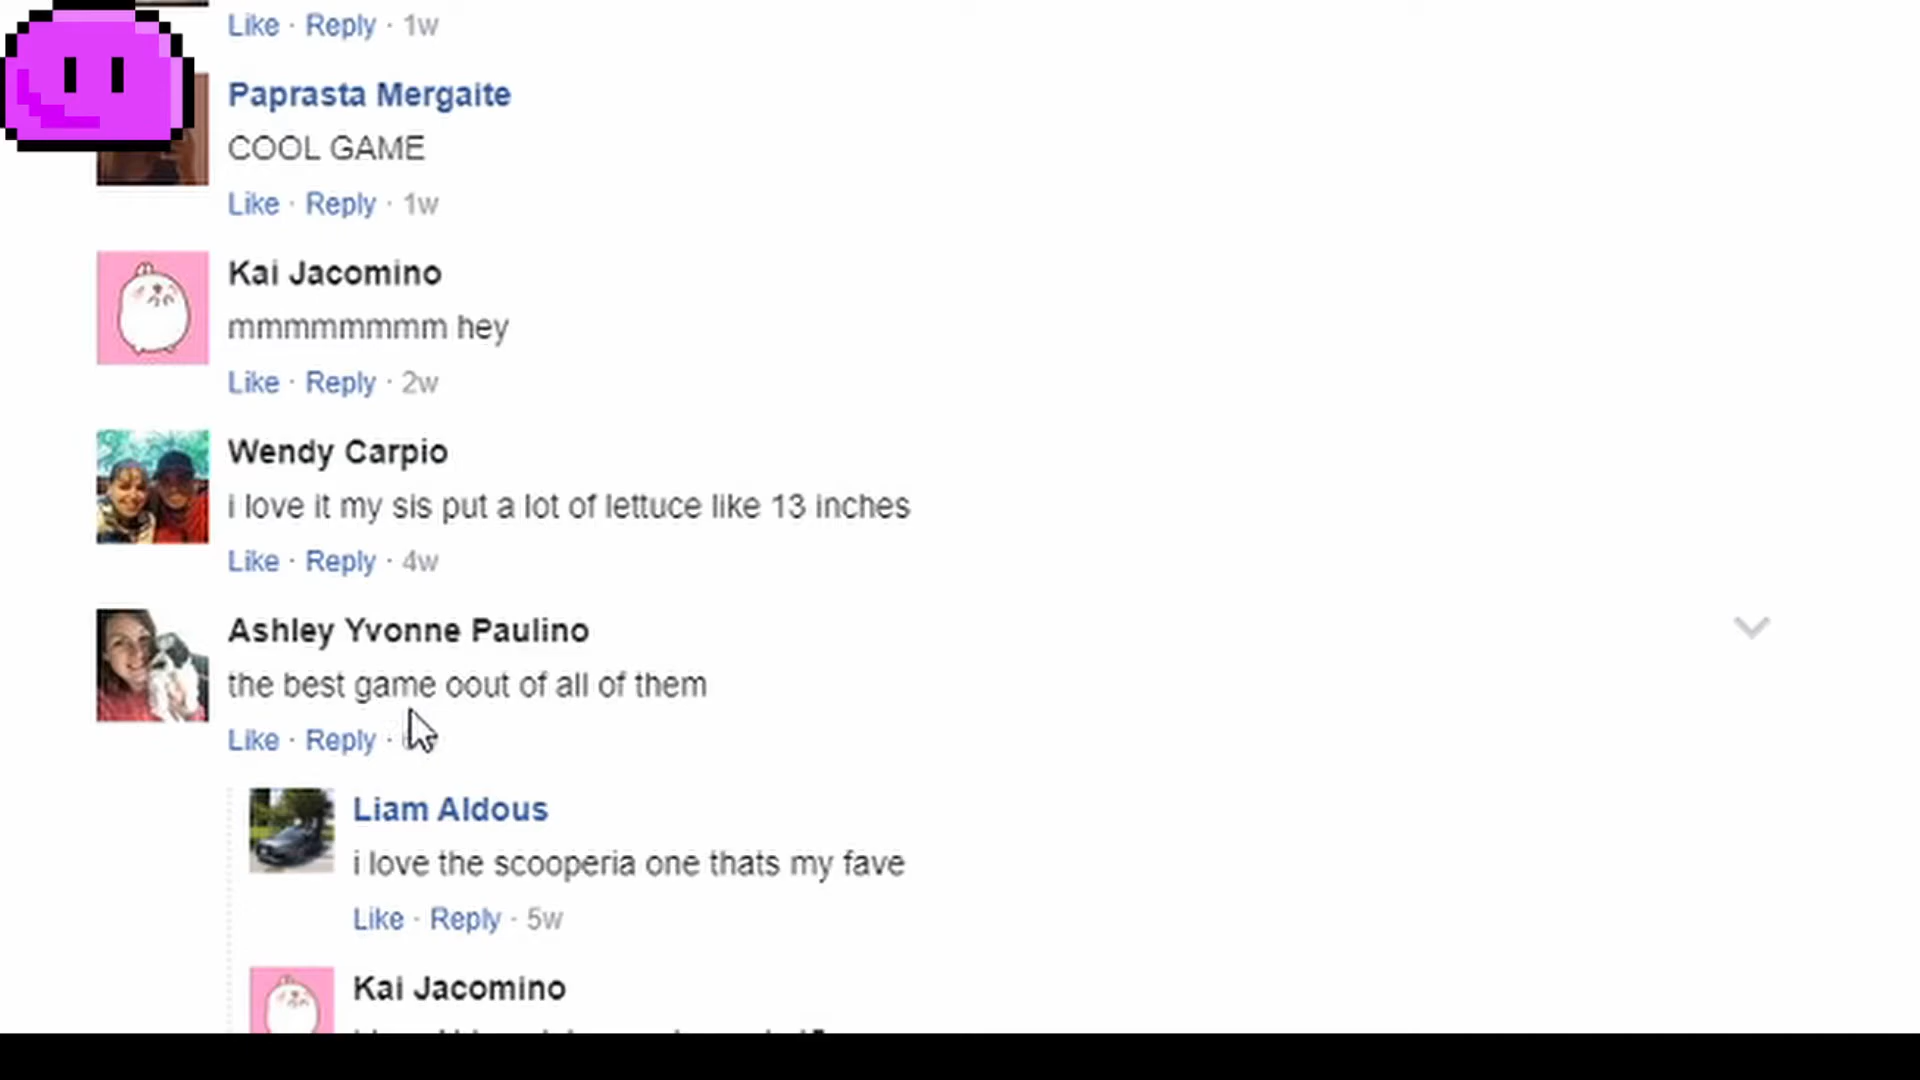 Like · Reply · 1w
Paprasta Mergaite
COOL GAME
Like · Reply · 1w
Kai Jacomino
mmmmmmmm hey
Like · Reply · 2w
Wendy Carpio
i love it my sis put a lot of lettuce like 13 inches
Like · Reply · 4w
Ashley Yvonne Paulino
the best game oout of all of them
Like · Reply ·
Liam Aldous
i love the scooperia one thats my fave
Like · Reply · 5w
Kai Jacomino